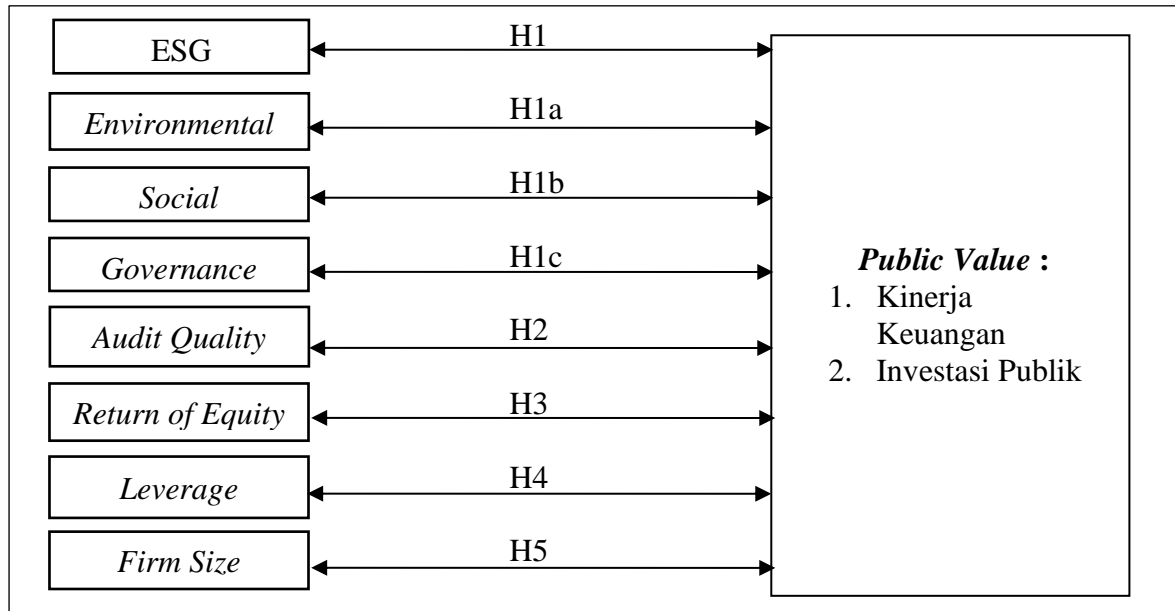 ESG
H1
Environmental
H1a
Social
H1b
Governance
H1c
Audit Quality
H2
Return of Equity
H3
Leverage
H4
Firm Size
H5
Public Value :
1. Kinerja
Keuangan
2. Investasi Publik